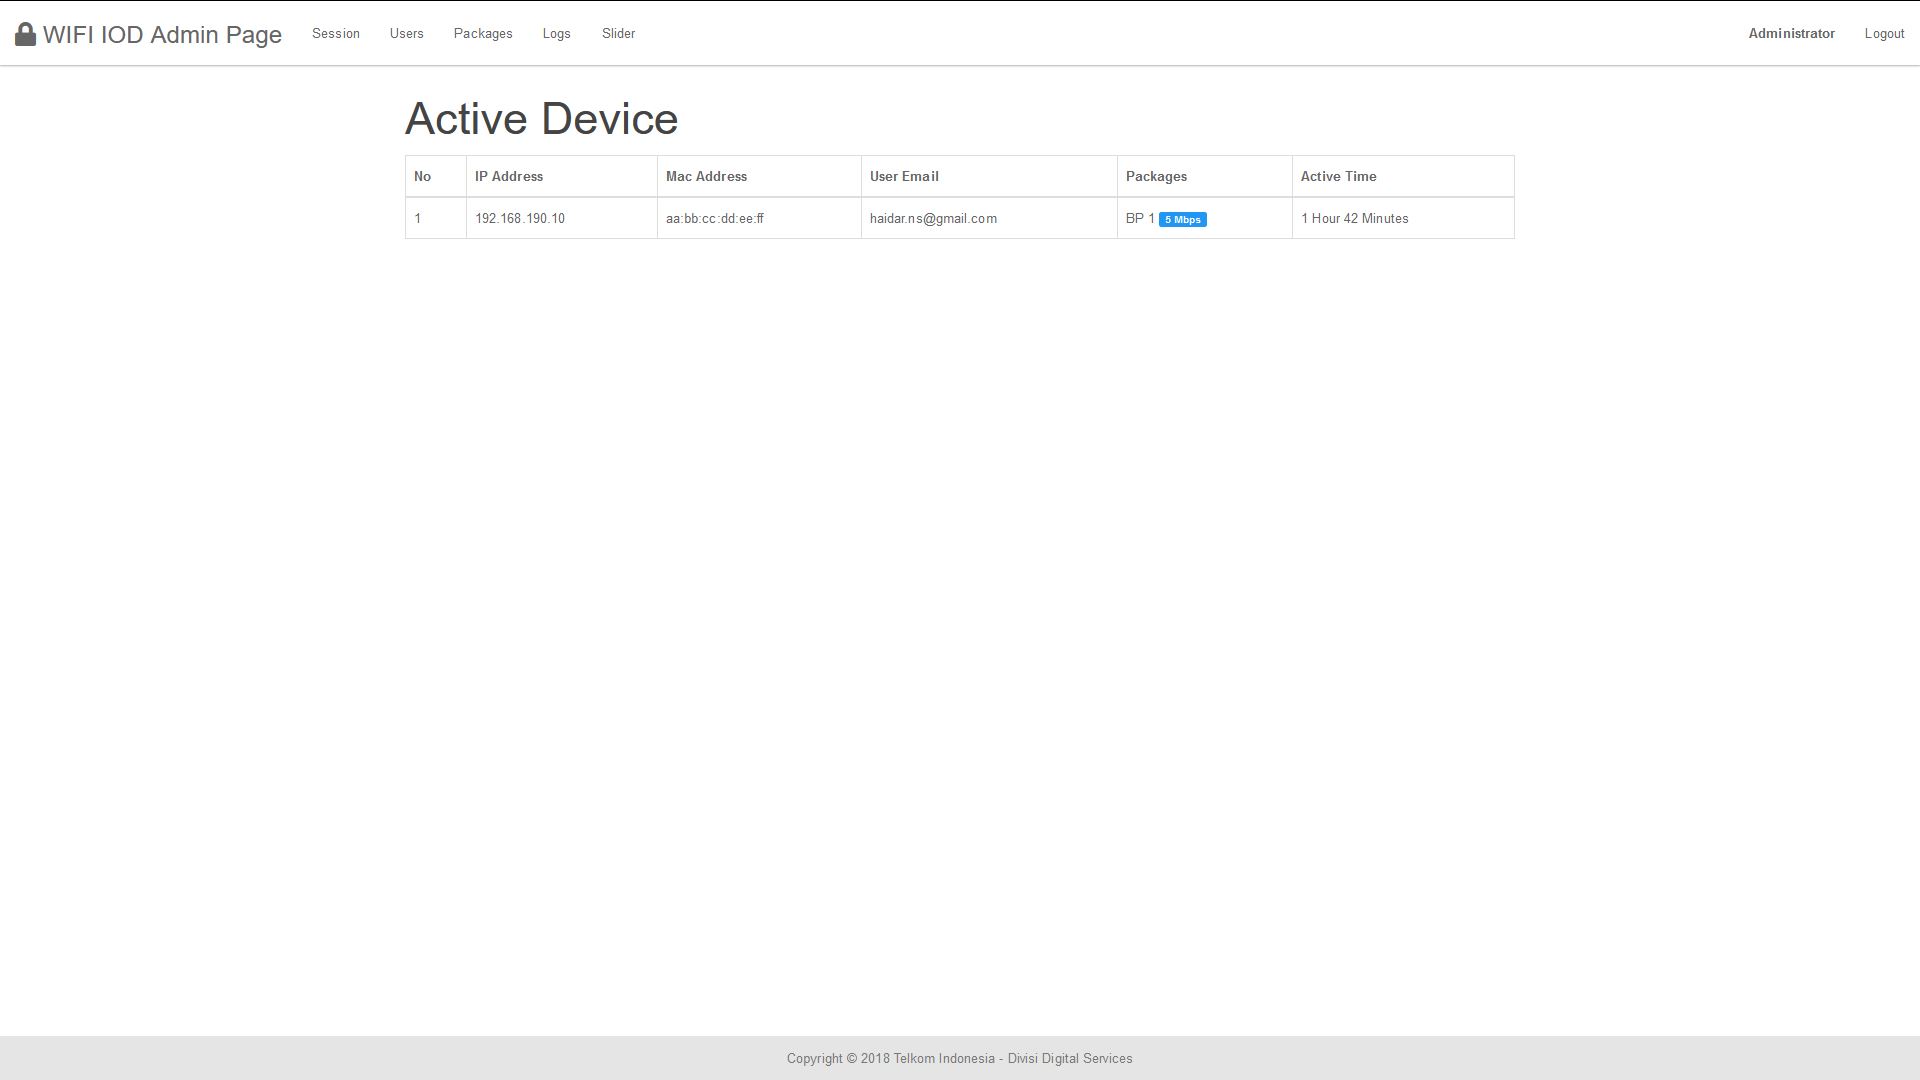 WIFI IOD Admin Page Session Users Packages Logs Slider Administrator Logout
Active Device
No IP Address Mac Address User Email Packages Active Time
1 192.168.190.10 aa:bb:cc:dd:ee:ff haidar.ns@gmail.com BP 1 5 Mbps 1 Hour 42 Minutes
Copyright © 2018 Telkom Indonesia - Divisi Digital Services